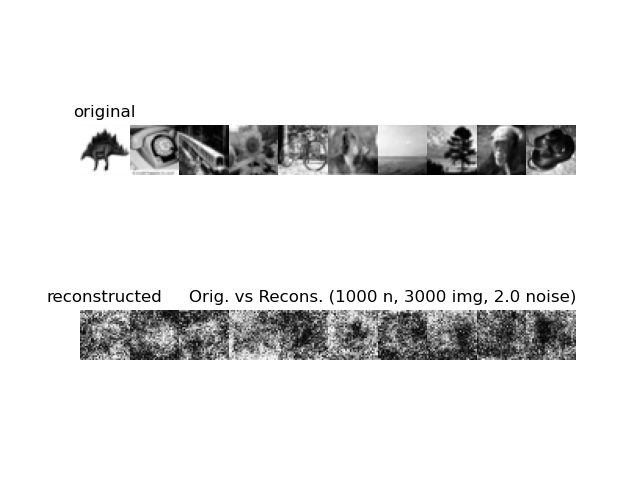 original
reconstructed
Orig. vs Recons. (1000 n, 3000 img, 2.0 noise)